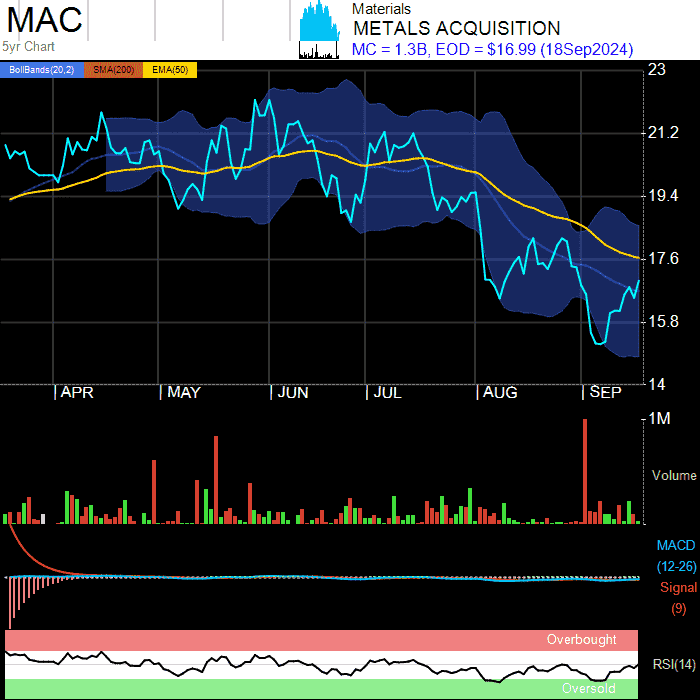 MAC
5yr Chart
Materials
METALS ACQUISITION
MC = 1.3B, EOD = $16.99 (18Sep2024)
BollBands(20,2) SMA(200) EMA(50)
23
21.2
19.4
17.6
15.8
14
APR MAY JUN JUL AUG SEP
1M
Volume
MACD
(12-26)
Signal
(9)
Overbought
RSI(14)
Oversold